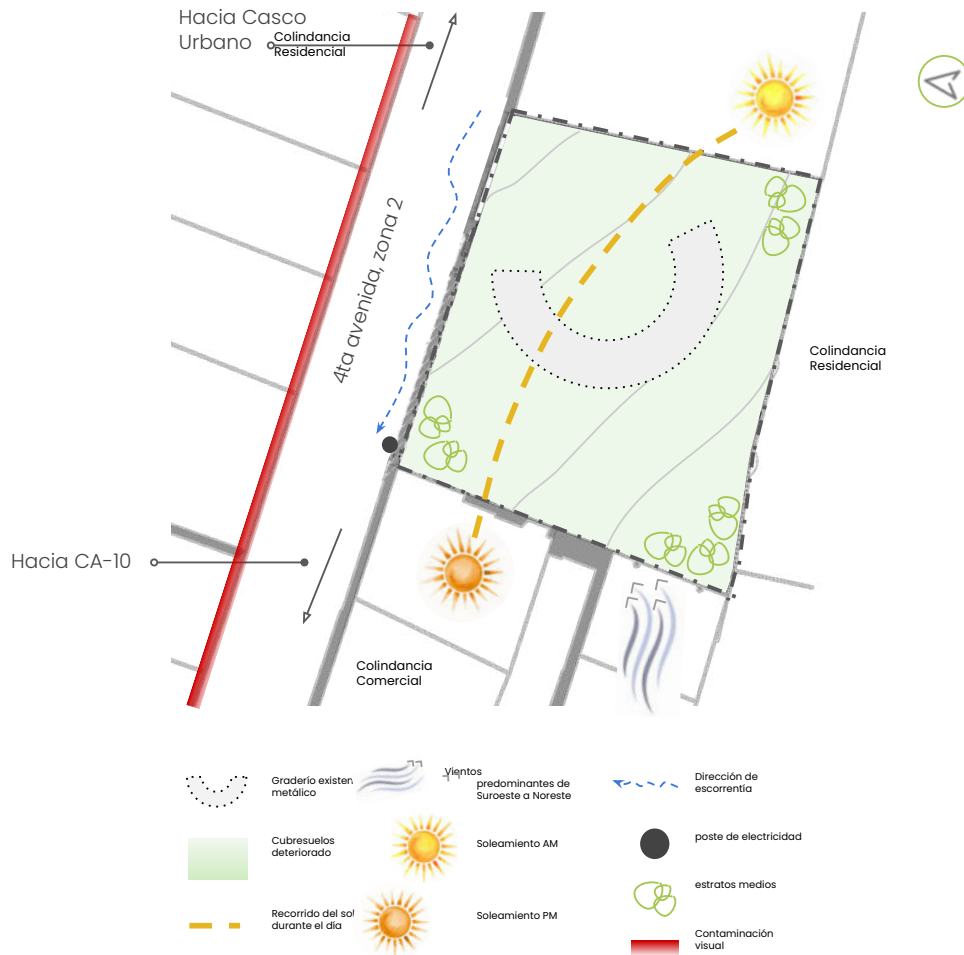 Hacia Casco
Urbano
Colindancia
Residencial
4ta avenida, zona 2
Colindancia
Residencial
Hacia CA-10
Colindancia
Comercial
Graderío existen
metálico
Vientos
predominantes de
Suroeste a Noreste
Dirección de
escorrentía
Cubresuelos
deteriorado
Soleamiento AM
poste de electricidad
estratos medios
Recorrido del sol
durante el día
Soleamiento PM
Contaminación
visual